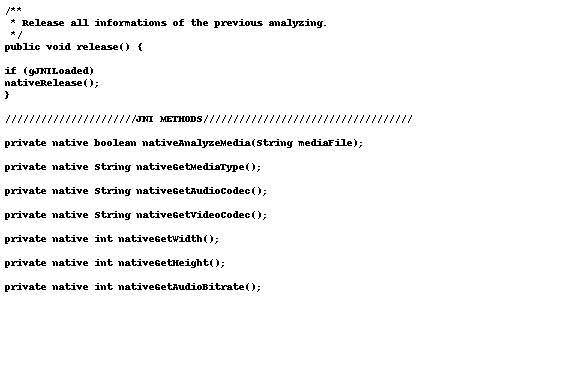 /**
 * Release all informations of the previous analyzing.
 */
public void release() {
if (gJNILoaded)
nativeRelease();
}
///////////////////////JNI METHODS///////////////////////////////////
private native boolean nativeAnalyzeMedia(String mediaFile);
private native String nativeGetMediaType();
private native String nativeGetAudioCodec();
private native String nativeGetVideoCodec();
private native int nativeGetWidth();
private native int nativeGetHeight();
private native int nativeGetAudioBitrate();